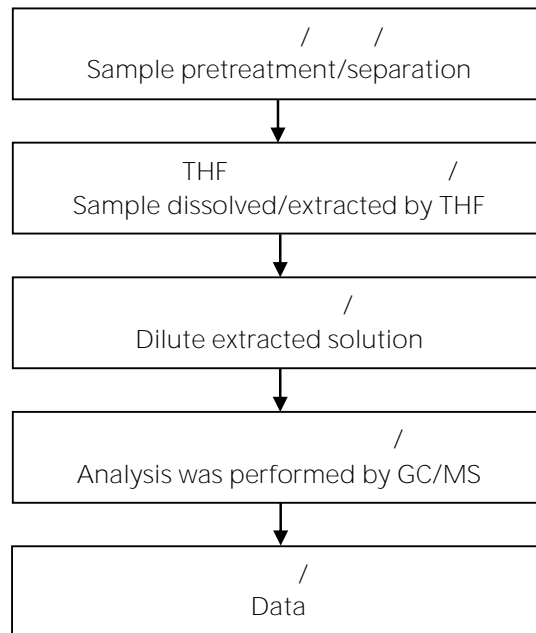 / /
Sample pretreatment/separation
THF /
Sample dissolved/extracted by THF
/
Dilute extracted solution
/
Analysis was performed by GC/MS
/
Data